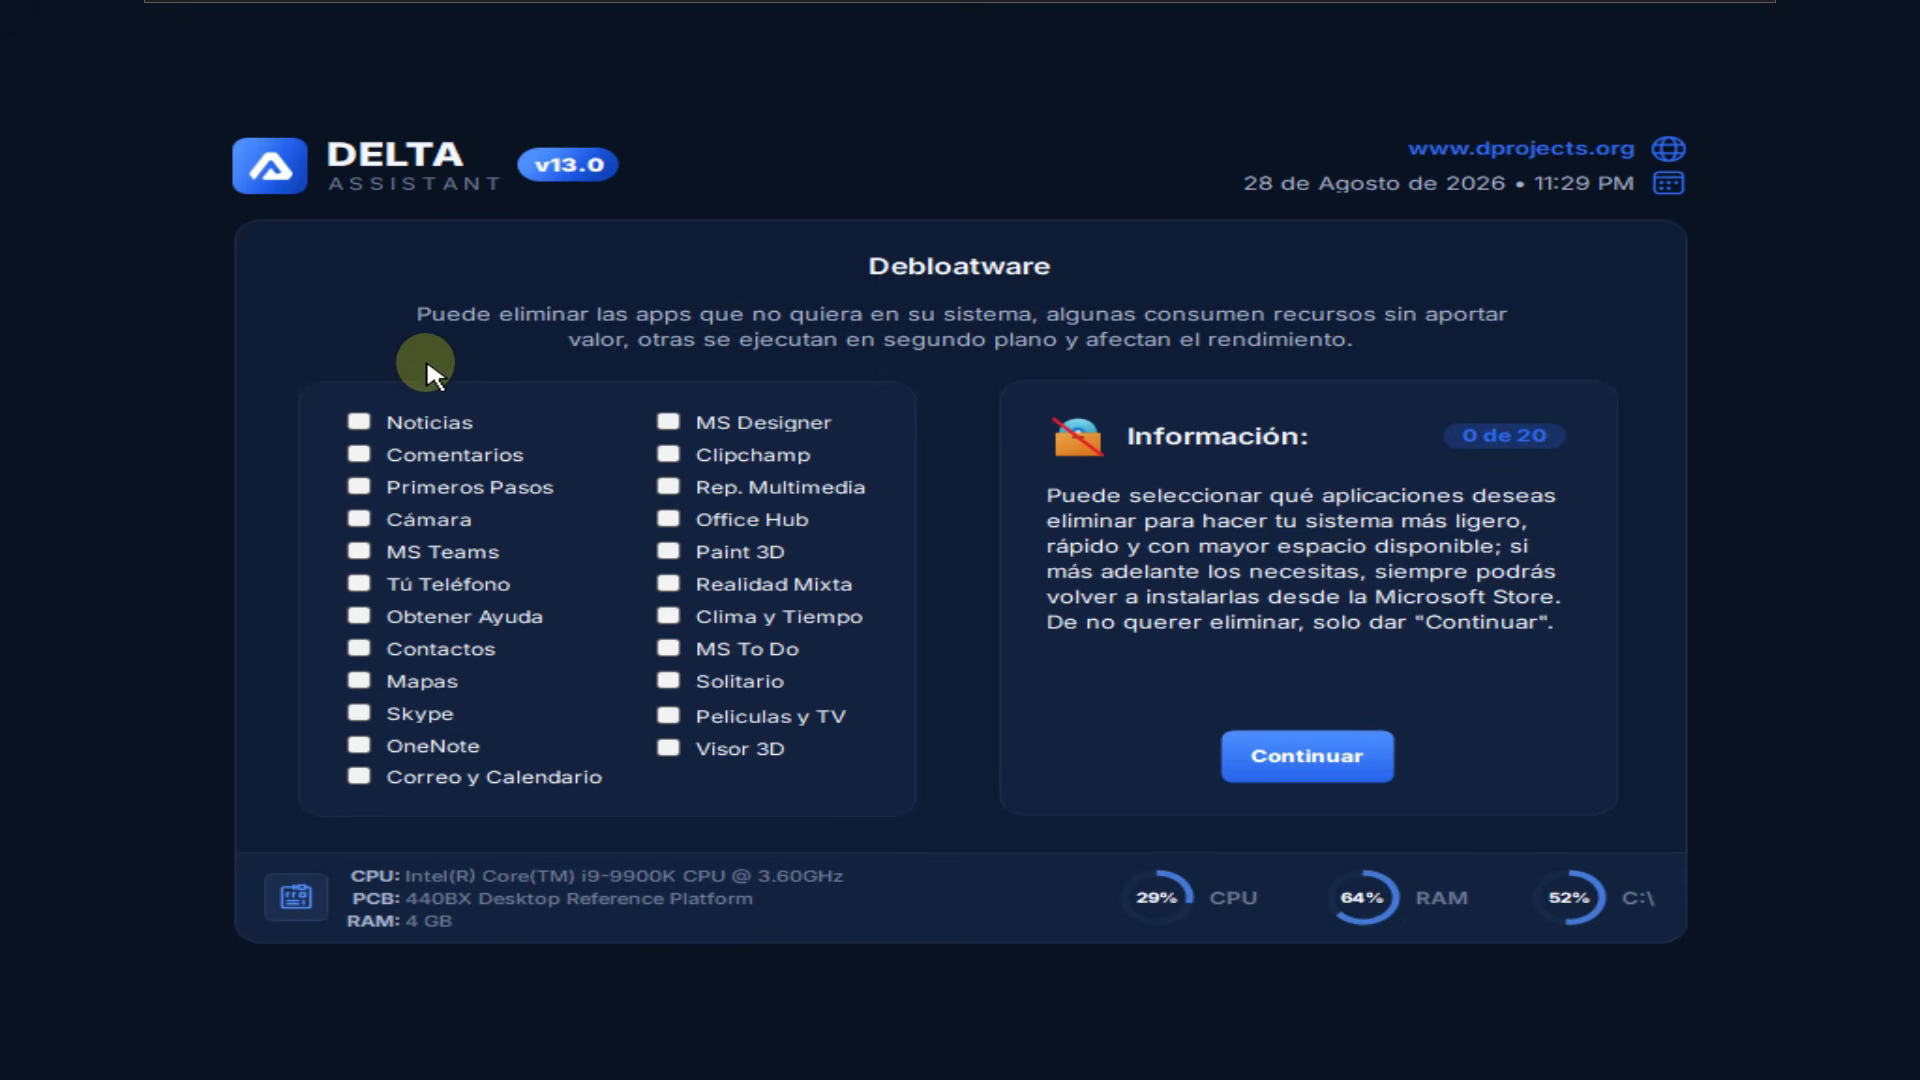 DELTA
ASSISTANT
v13.0
www.dprojects.org
28 de Agosto de 2026 • 11:29 PM
Debloatware
Puede eliminar las apps que no quiera en su sistema, algunas consumen recursos sin aportar
valor, otras se ejecutan en segundo plano y afectan el rendimiento.
Noticias
Comentarios
Primeros Pasos
Cámara
MS Teams
Tú Teléfono
Obtener Ayuda
Contactos
Mapas
Skype
OneNote
Correo y Calendario
MS Designer
Clipchamp
Rep. Multimedia
Office Hub
Paint 3D
Realidad Mixta
Clima y Tiempo
MS To Do
Solitario
Peliculas y TV
Visor 3D
Información:
0 de 20
Puede seleccionar qué aplicaciones deseas
eliminar para hacer tu sistema más ligero,
rápido y con mayor espacio disponible; si
más adelante los necesitas, siempre podrás
volver a instalarlas desde la Microsoft Store.
De no querer eliminar, solo dar "Continuar".
Continuar
CPU: Intel(R) Core(TM) i9-9900K CPU @ 3.60GHz
PCB: 440BX Desktop Reference Platform
RAM: 4 GB
29% CPU
64% RAM
52% C:\